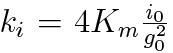 k_i = 4K_m \frac{i_0}{g_0^2}